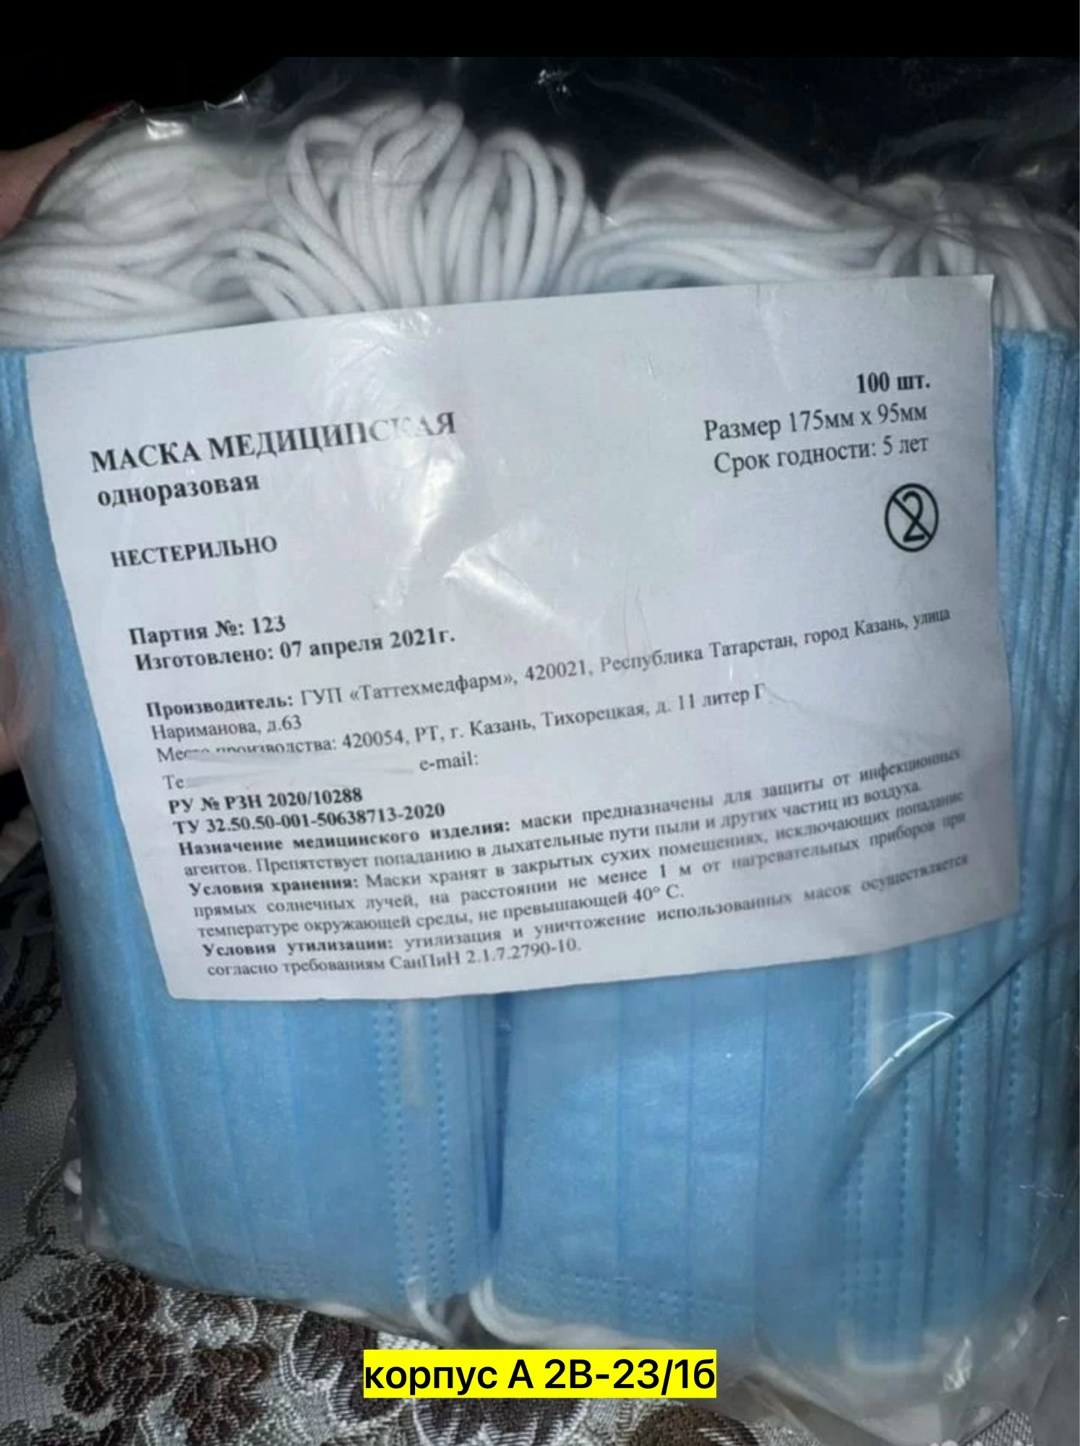 МАСКА МЕДИЦИНСКАЯ
одноразовая
НЕСТЕРИЛЬНО
100 шт.
Размер 175мм х 95мм
Срок годности: 5 лет
2
Партия №: 123
Изготовлено: 07 апреля 2021г.
Производитель: ГУП «Таттехмедфарм», 420021, Республика Татарстан, город Казань, улица
Нариманова, д.63
Место производства: 420054, РТ, г. Казань, Тихорецкая, д. 11 литер Г
e-mail:
РУ № РЗН 2020/10288
ТУ 32.50.50-001-50638713-2020
Назначение медицинского изделия: маски предназначены для защиты от инфекционных
агентов. Препятствует попаданию в дыхательные пути пыли и других частиц из воздуха.
Условия хранения: Маски хранят в закрытых сухих помещениях, исключающих попадание
прямых солнечных лучей, на расстоянии не менее 1 м от нагревательных приборов при
температуре окружающей среды, не превышающей 40° С.
Условия утилизации: утилизация и уничтожение использованных масок осуществляется
согласно требованиям СанПиН 2.1.7.2790-10.
корпус А 2В-23/1б